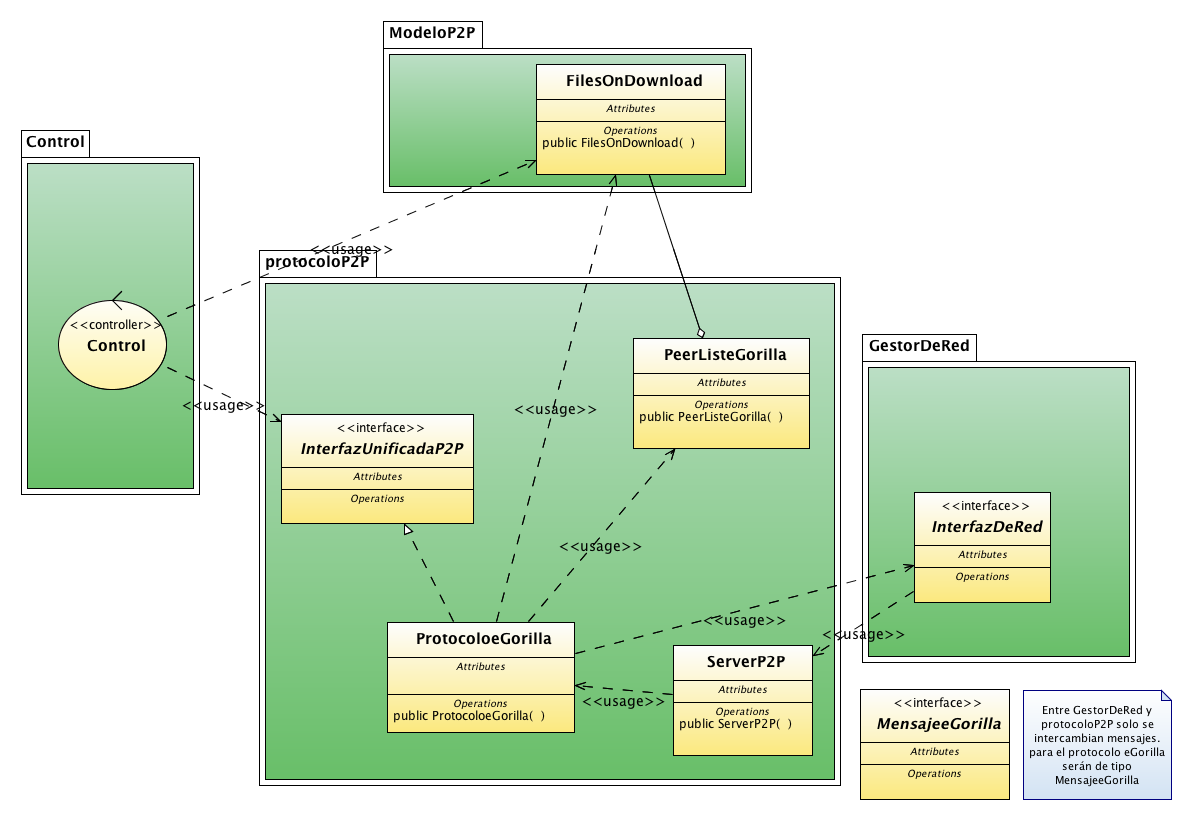 ModeloP2P
FilesOnDownload
Attributes
Operations
public FilesOnDownload( )
Control
<<controller>>
Control
<<usage>>
<<usage>>
protocoloP2P
<<interface>>
InterfazUnificadaP2P
Attributes
Operations
<<usage>>
PeerListeGorilla
Attributes
Operations
public PeerListeGorilla( )
<<usage>>
ProtocoloeGorilla
Attributes
Operations
public ProtocoloeGorilla( )
<<usage>>
<<usage>>
ServerP2P
Attributes
Operations
public ServerP2P( )
<<usage>>
GestorDeRed
<<interface>>
InterfazDeRed
Attributes
Operations
<<interface>>
MensajeeGorilla
Attributes
Operations
Entre GestorDeRed y
protocoloP2P solo se
intercambian mensajes.
para el protocolo eGorilla
serán de tipo
MensajeeGorilla